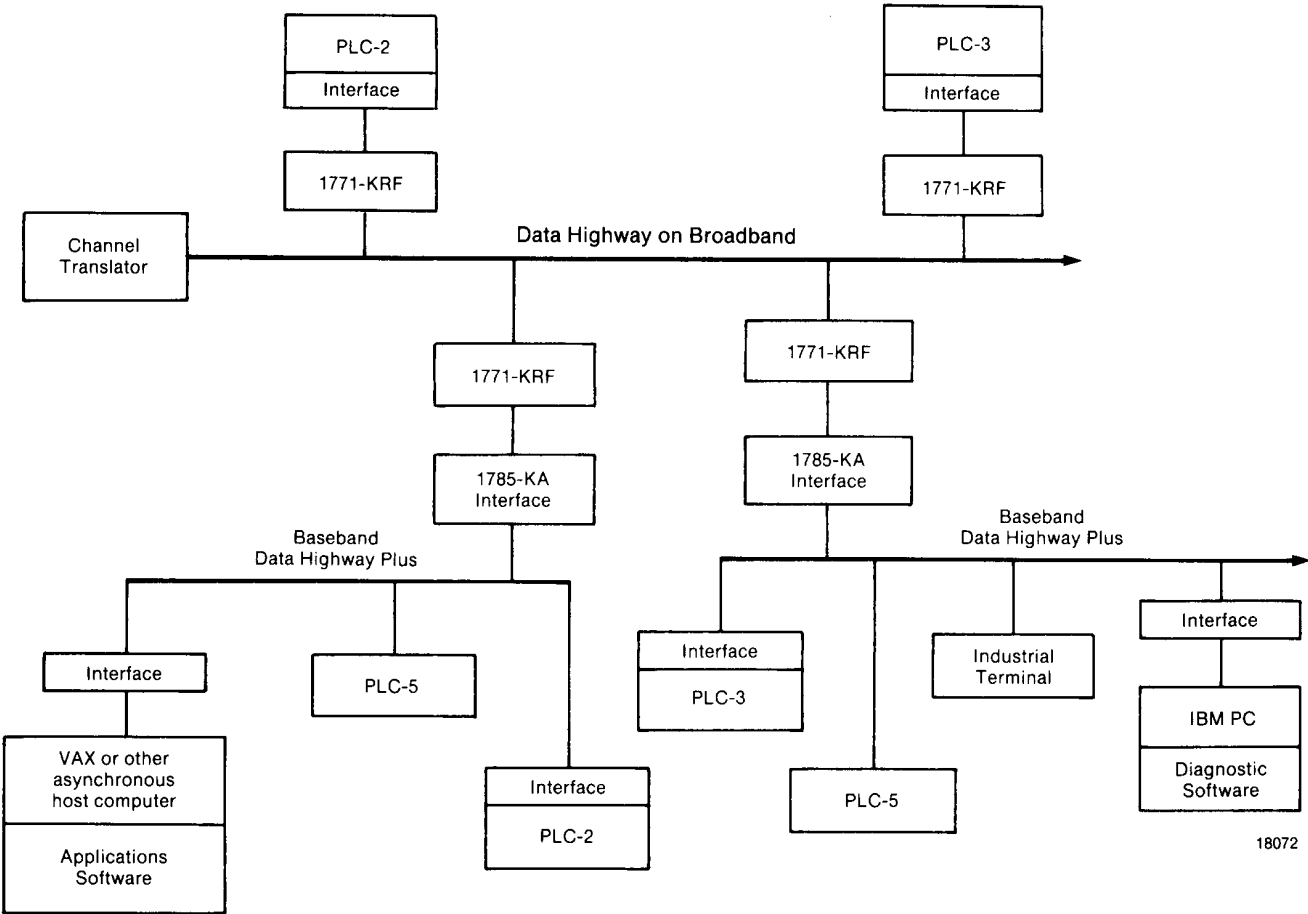 PLC-2
Interface
1771-KRF
PLC-3
Interface
1771-KRF
Channel
Translator
Data Highway on Broadband
1771-KRF
1785-KA
Interface
1771-KRF
1785-KA
Interface
Baseband
Data Highway Plus
Baseband
Data Highway Plus
Interface
VAX or other
asynchronous
host computer
Applications
Software
PLC-5
Interface
PLC-2
Interface
PLC-3
PLC-5
Industrial
Terminal
Interface
IBM PC
Diagnostic
Software
18072